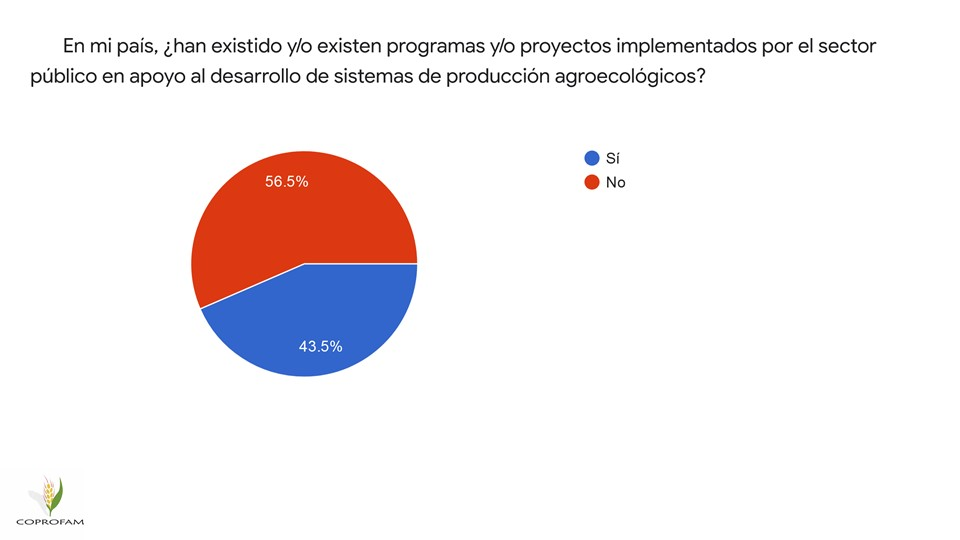 En mi país, ¿han existido y/o existen programas y/o proyectos implementados por el sector
público en apoyo al desarrollo de sistemas de producción agroecológicos?
Sí
No
56.5%
43.5%
COPROFAM